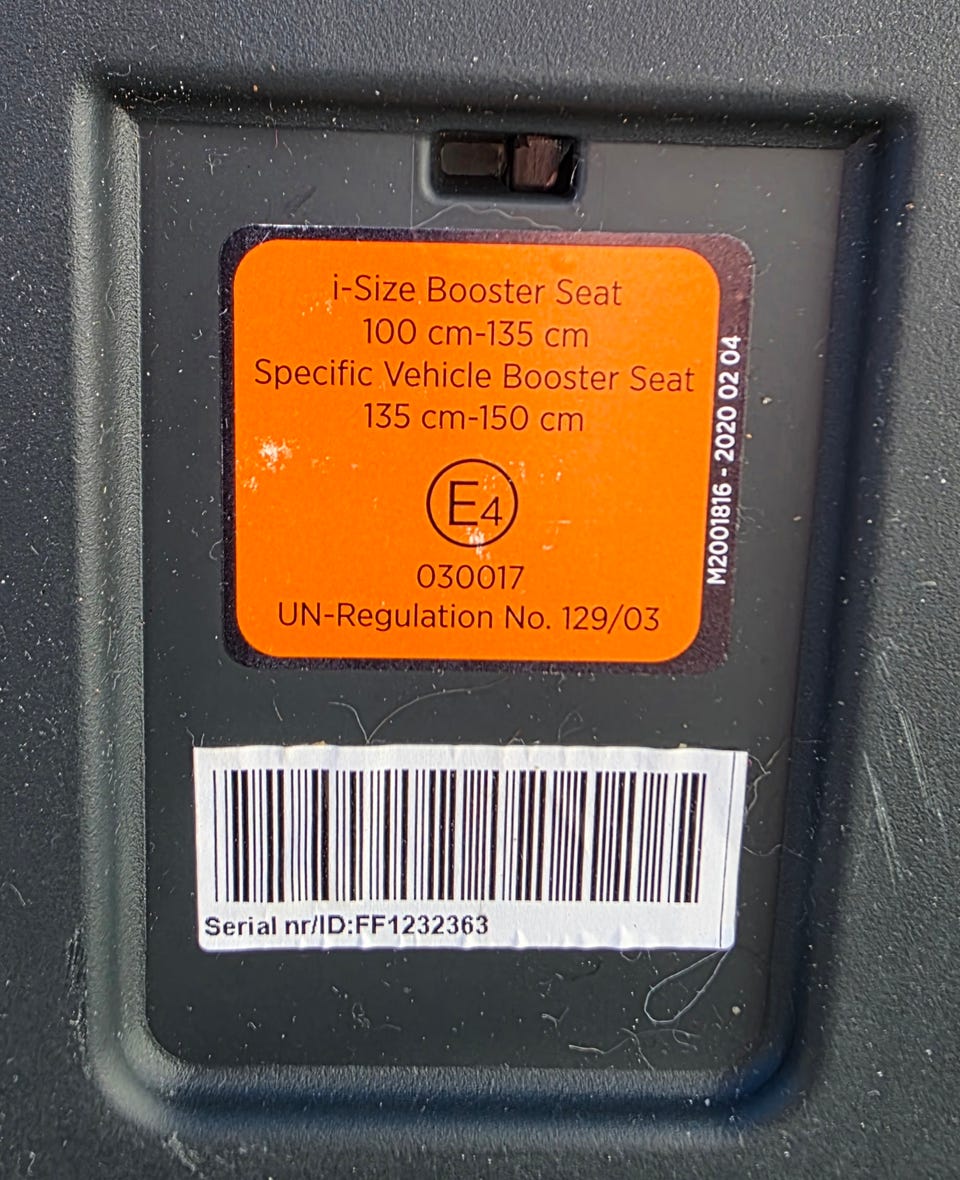 i-Size Booster Seat
100 cm-135 cm
Specific Vehicle Booster Seat
135 cm-150 cm
E4
030017
UN-Regulation No. 129/03
M2001816 - 2020 02 04
Serial nr/ID:FF1232363